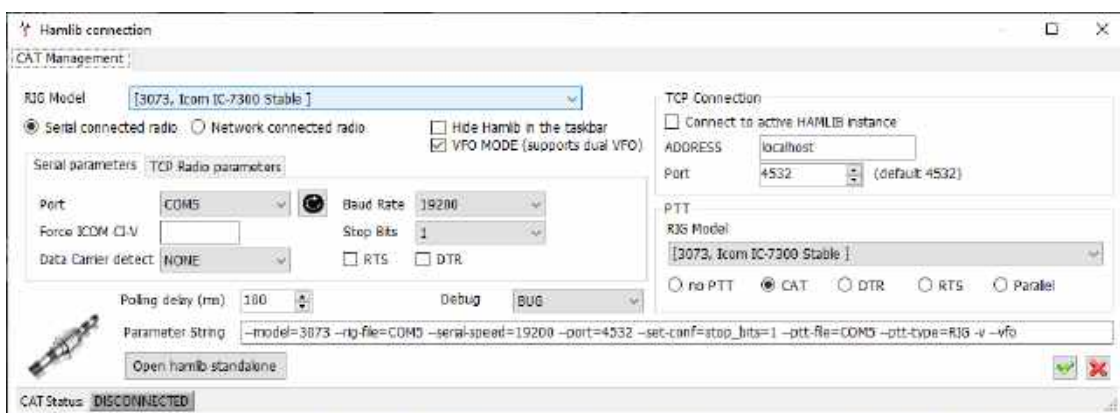 Hamlib connection
CAT Management
RIG Model [3073, Icom IC-7300 Stable ]
Serial connected radio Network connected radio
Hide Hamlib in the taskbar
VFO MODE (supports dual VFO)
Serial parameters TCP Radio parameters
Port COM5 Baud Rate 19200
Force ICOM CI-V Stop Bits 1
Data Carrier detect NONE RTS DTR
Polling delay (ms) 100 Debug BUG
TCP Connection
Connect to active HAMLIB instance
ADDRESS localhost
Port 4532 (default 4532)
PTT
RIG Model
[3073, Icom IC-7300 Stable ]
no PTT CAT DTR RTS Parallel
Parameter String --model=3073 --rig-file=COM5 --serial-speed=19200 --port=4532 --set-conf=stop_bits=1 --ptt-file=COM5 --ptt-type=RIG -v --vfo
Open hamlib standalone
CAT Status: DISCONNECTED